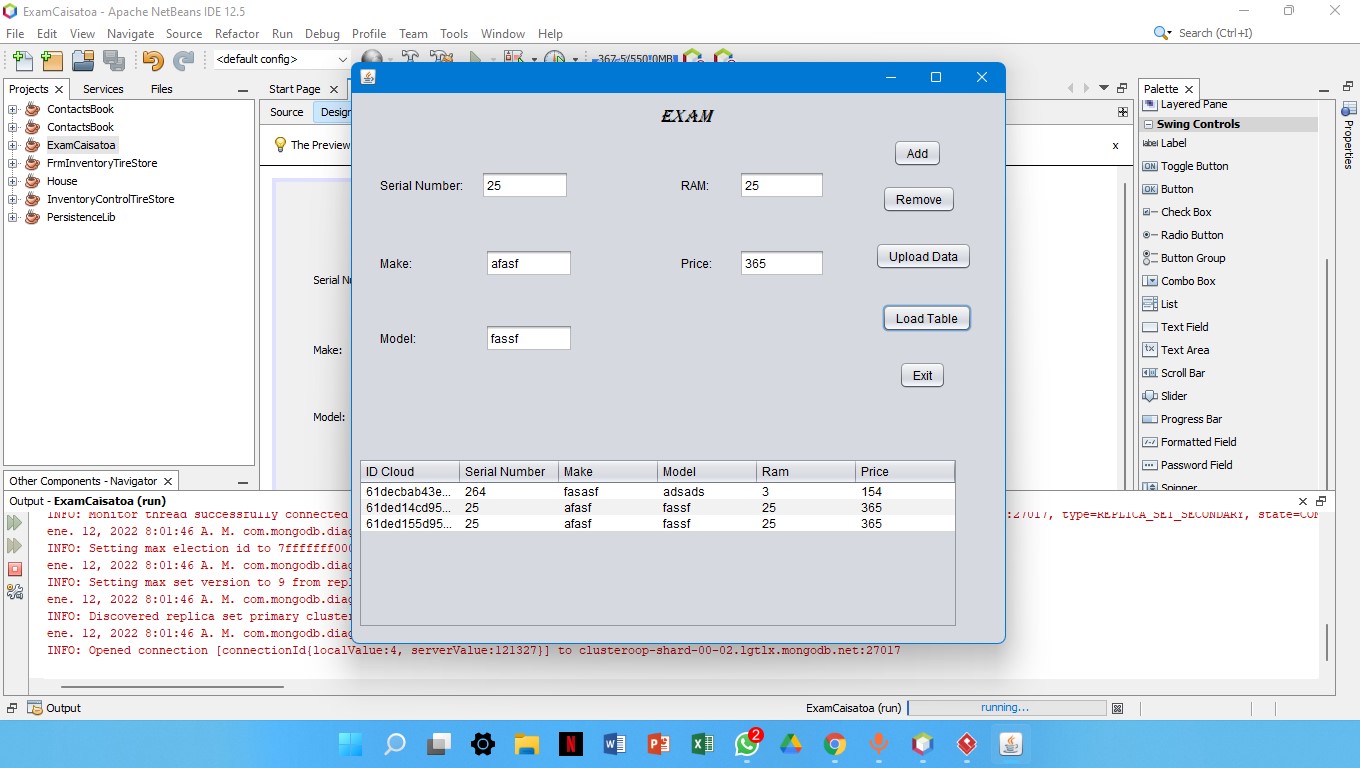 ExamCaisatoa - Apache NetBeans IDE 12.5
File Edit View Navigate Source Refactor Run Debug Profile Team Tools Window Help
Search (Ctrl+I)
<default config>
Projects Services Files
Start Page
Palette
Source Design
The Preview
ContactsBook
ContactsBook
ExamCaisatoa
FrmInventoryTireStore
House
InventoryControlTireStore
PersistenceLib
Serial
Make:
Model:
EXAM
Add
Serial Number: 25 RAM: 25
Remove
Make: afasf Price: 365
Upload Data
Load Table
Model: fassf
Exit
ID Cloud Serial Number Make Model Ram Price
61decbab43e... 264 fasasf adsads 3 154
61ded14cd95... 25 afasf fassf 25 365
61ded155d95... 25 afasf fassf 25 365
Layered Pane
Swing Controls
label Label
ON Toggle Button
OK Button
Check Box
Radio Button
Button Group
Combo Box
List
Text Field
Text Area
Scroll Bar
Slider
Progress Bar
Formatted Field
Password Field
Spinner
Properties
Other Components - Navigator
Output - ExamCaisatoa (run)
INFO: Monitor thread successfully connected :27017, type=REPLICA_SET_SECONDARY, state=CON
ene. 12, 2022 8:01:46 A. M. com.mongodb.diag
INFO: Setting max election id to 7fffffff000
ene. 12, 2022 8:01:46 A. M. com.mongodb.diag
INFO: Setting max set version to 9 from repl
ene. 12, 2022 8:01:46 A. M. com.mongodb.diag
INFO: Discovered replica set primary cluster
ene. 12, 2022 8:01:46 A. M. com.mongodb.diag
INFO: Opened connection [connectionId{localValue:4, serverValue:121327}] to clusteroop-shard-00-02.lgtlx.mongodb.net:27017
Output
ExamCaisatoa (run) running...
2